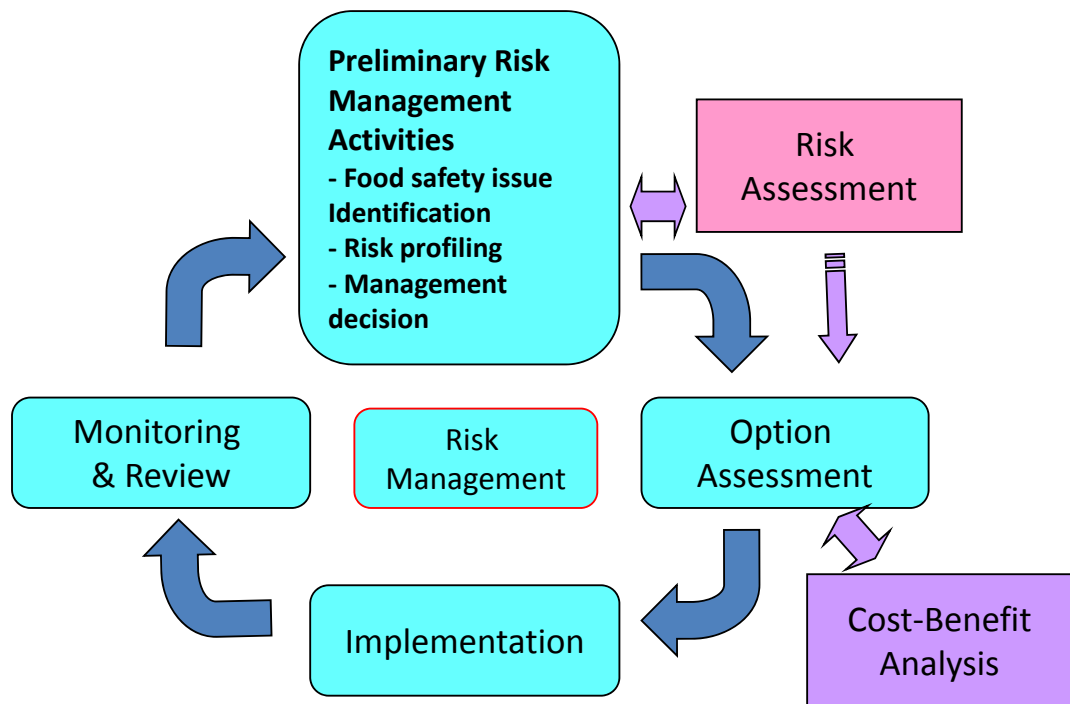 Preliminary Risk
Management
Activities
- Food safety issue
Identification
- Risk profiling
- Management
decision
Risk
Assessment
Monitoring
& Review
Risk
Management
Option
Assessment
Implementation
Cost-Benefit
Analysis